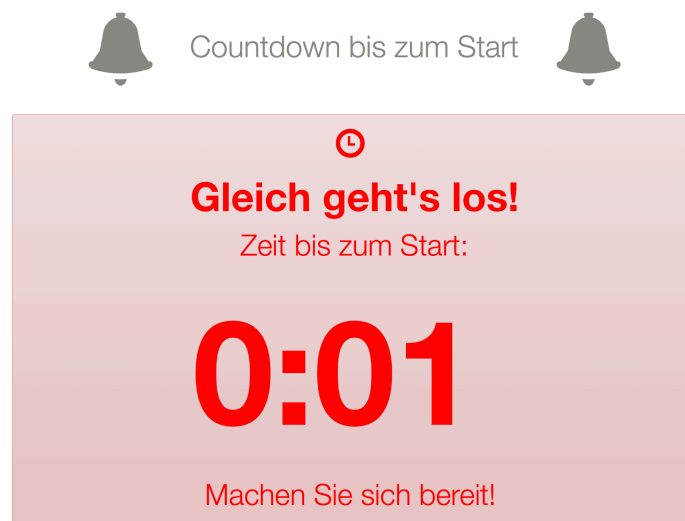 Countdown bis zum Start
Gleich geht's los!
Zeit bis zum Start:
0:01
Machen Sie sich bereit!